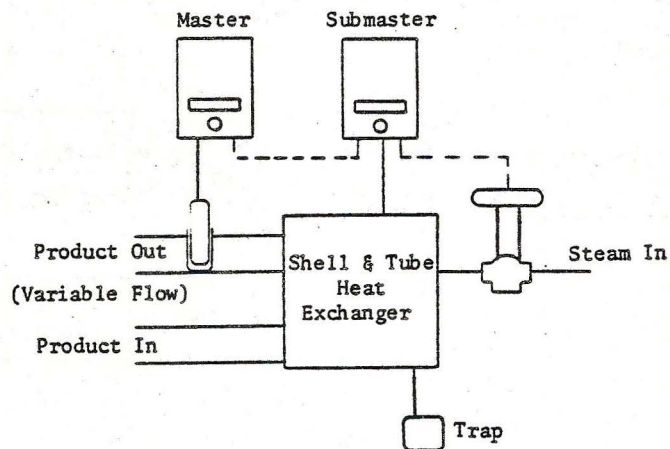 Master
Submaster
Product Out
(Variable Flow)
Product In
Shell & Tube
Heat
Exchanger
Steam In
Trap